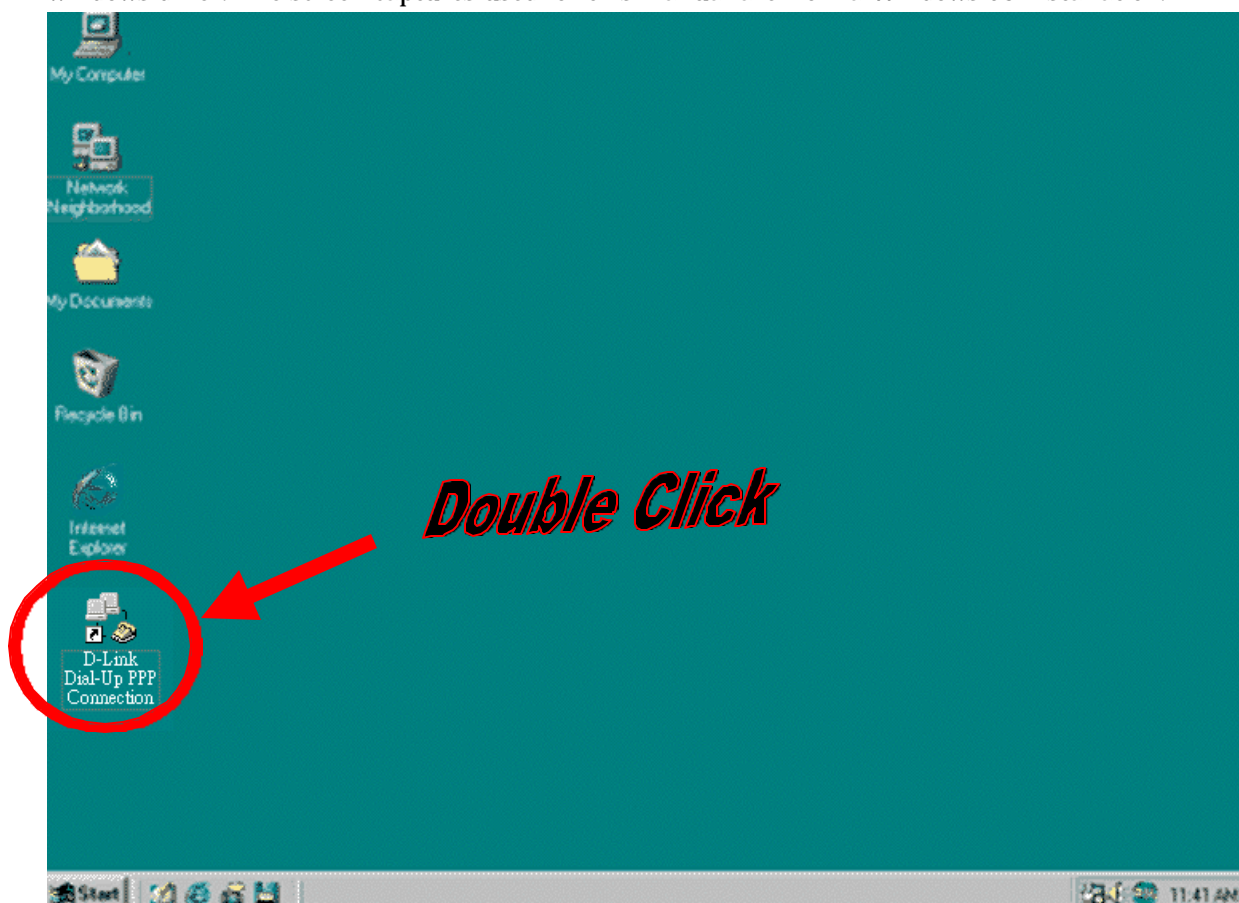 My Computer
Network
Neighborhood
My Documents
Recycle Bin
Internet
Explorer
Double Click
D-Link
Dial-Up PPP
Connection
Start
11:41 AM